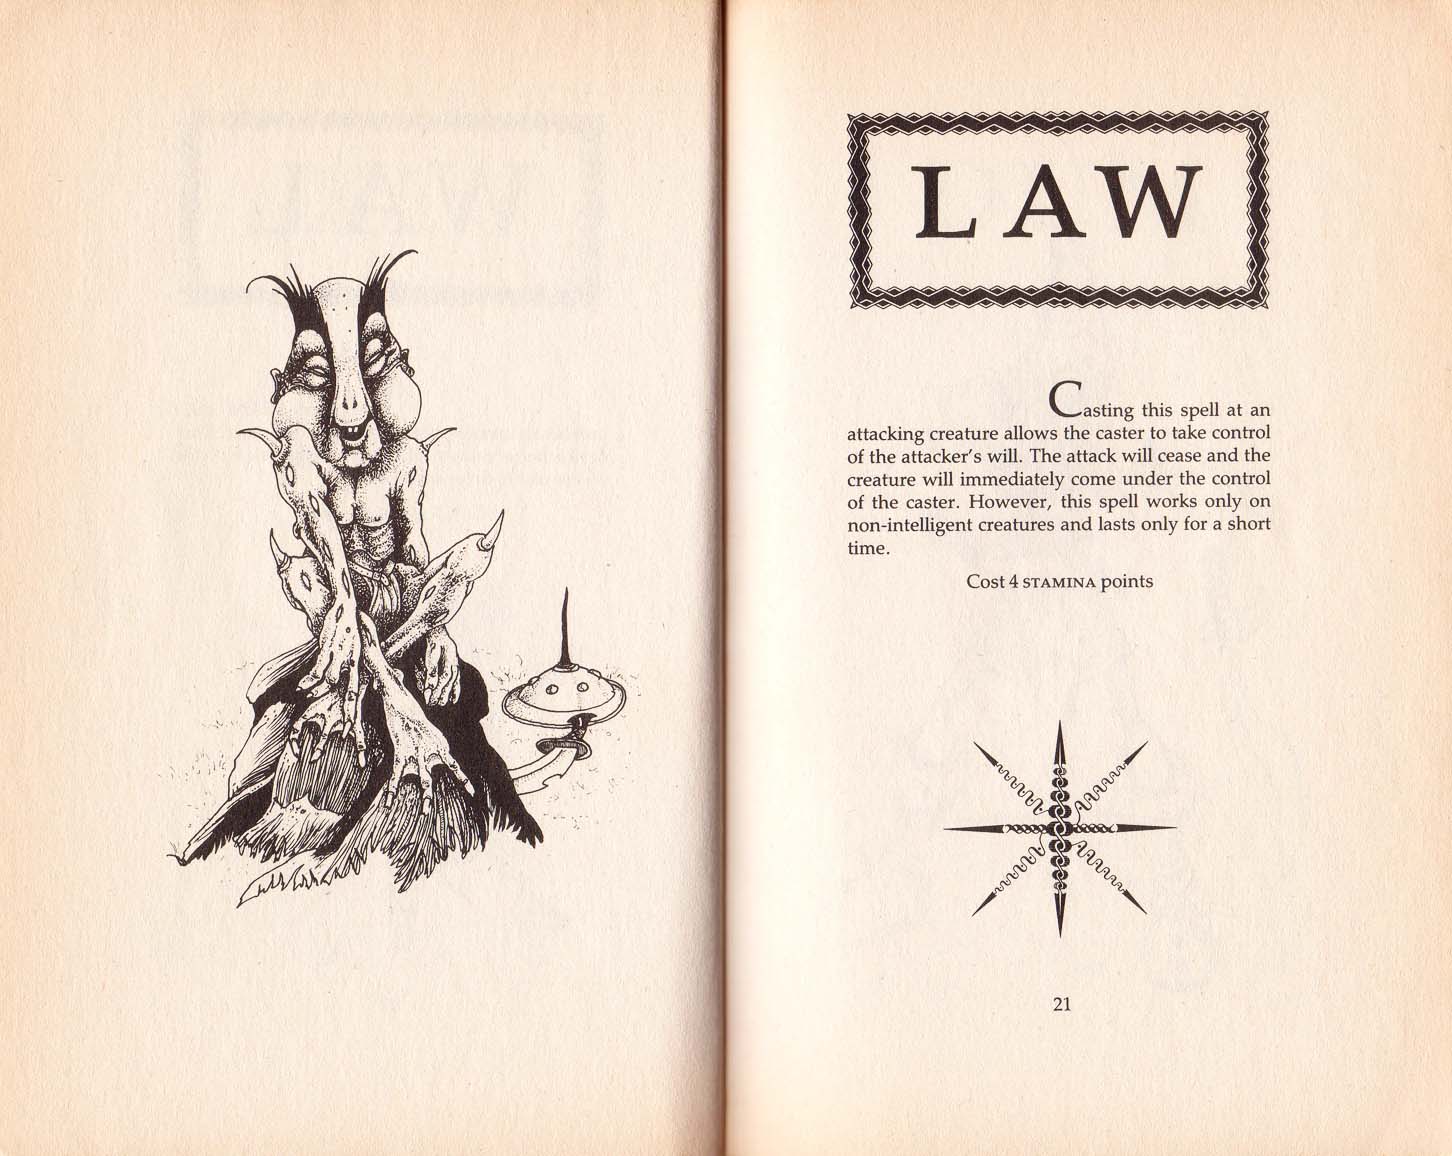 LAW
Casting this spell at an
attacking creature allows the caster to take control
of the attacker's will. The attack will cease and the
creature will immediately come under the control
of the caster. However, this spell works only on
non-intelligent creatures and lasts only for a short
time.
Cost 4 STAMINA points
21